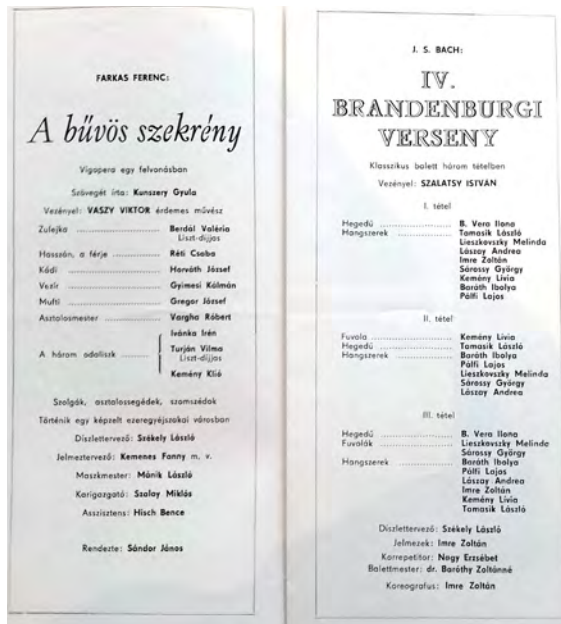 FARKAS FERENC:
A bűvös szekrény
Vígopera egy felvonásban
Szövegét írta: Kunszery Gyula
Vezényel: VASZY VIKTOR érdemes művész
Zulejka .................. Berdál Valéria
Liszt-díjas
Hasszán, a férje .................. Réti Csaba
Kádi .................. Horváth József
Vezír .................. Gyimesi Kálmán
Mufti .................. Gregor József
Asztalosmester .................. Vargha Róbert
A három odaliszk ........ Ivánka Irén
Turján Vilma
Liszt-díjas
Kemény Klió
Szolgák, asztalossegédek, szomszédok
Történik egy képzelt ezeregyéjszakai városban
Díszlettervező: Székely László
Jelmeztervező: Kemenes Fanny m. v.
Maszkmester: Mánik László
Karigazgató: Szalay Miklós
Asszisztens: Hisch Bence
Rendezte: Sándor János
J. S. BACH:
IV.
BRANDENBURGI
VERSENY
Klasszikus balett három tételben
Vezényel: SZALATSY ISTVÁN
I. tétel
Hegedű .................. B. Vera Ilona
Hangszerek .................. Tamasik László
Lieszkovszky Melinda
Lászay Andrea
Imre Zoltán
Sárossy György
Kemény Lívia
Baráth Ibolya
Pálfi Lajos
II. tétel
Fuvola .................. Kemény Lívia
Hegedű .................. Tamasik László
Hangszerek .................. Baráth Ibolya
Pálfi Lajos
Lieszkovszky Melinda
Sárossy György
Lászay Andrea
III. tétel
Hegedű .................. B. Vera Ilona
Fuvolák .................. Lieszkovszky Melinda
Sárossy György
Hangszerek .................. Baráth Ibolya
Pálfi Lajos
Lászay Andrea
Imre Zoltán
Kemény Lívia
Tamasik László
Díszlettervező: Székely László
Jelmezek: Imre Zoltán
Korrepetitor: Nagy Erzsébet
Balettmester: dr. Baróthy Zoltánné
Koreográfus: Imre Zoltán